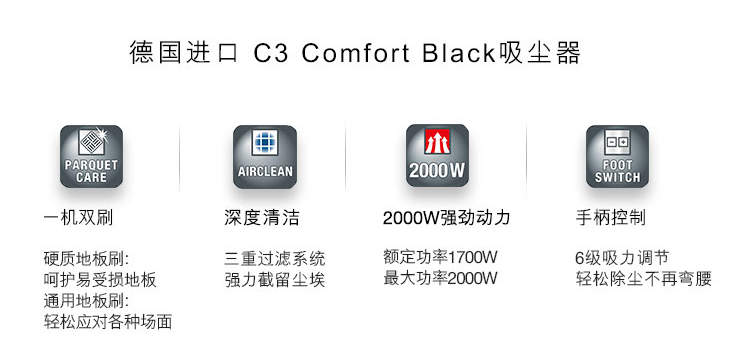 德国进口 C3 Comfort Black吸尘器
PARQUET
CARE
一机双刷
硬质地板刷:
呵护易受损地板
通用地板刷:
轻松应对各种场面
AIRCLEAN
深度清洁
三重过滤系统
强力截留尘埃
2000W
2000W强劲动力
额定功率1700W
最大功率2000W
FOOT
SWITCH
手柄控制
6级吸力调节
轻松除尘不再弯腰